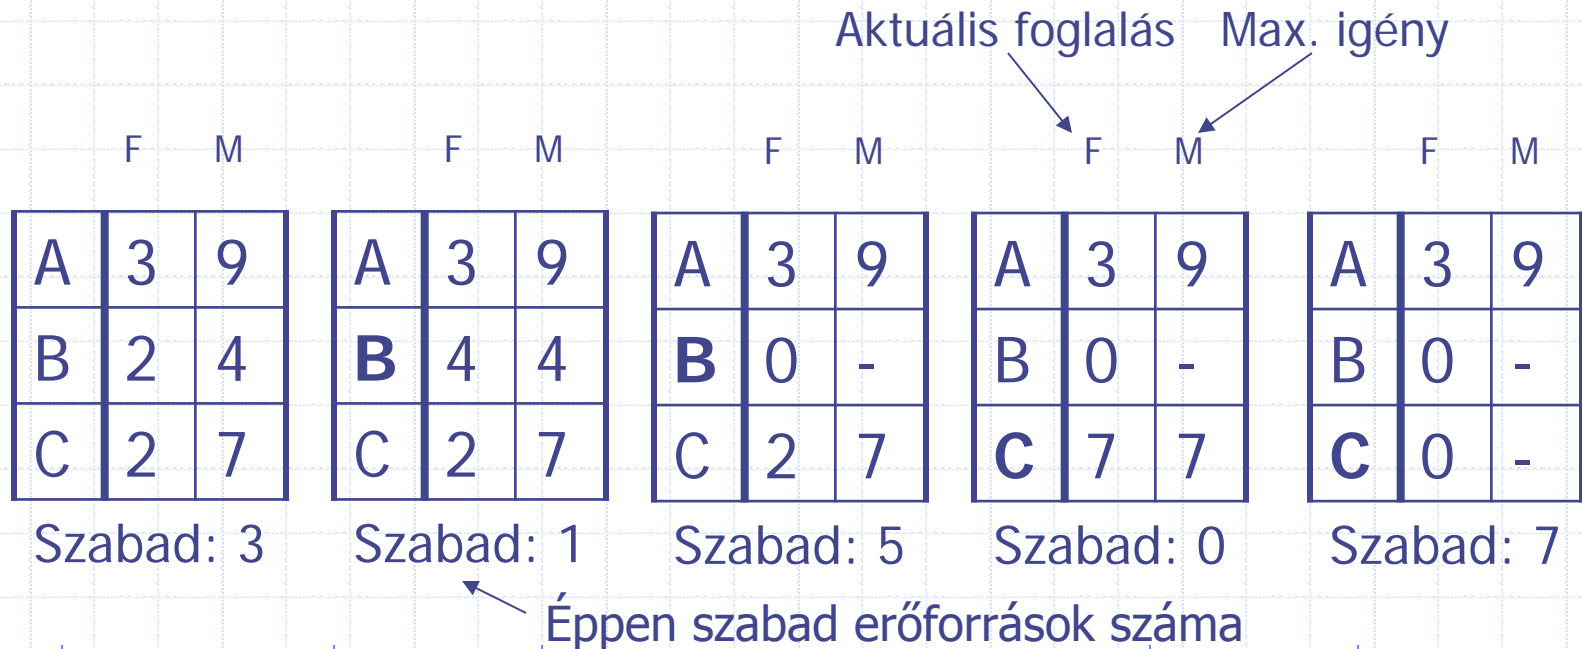 Aktuális foglalás Max. igény
F M F M F M F M F M
A 3 9 A 3 9 A 3 9 A 3 9 A 3 9
B 2 4 B 4 4 B 0 - B 0 - B 0 -
C 2 7 C 2 7 C 2 7 C 7 7 C 0 -
Szabad: 3 Szabad: 1 Szabad: 5 Szabad: 0 Szabad: 7
Éppen szabad erőforrások száma